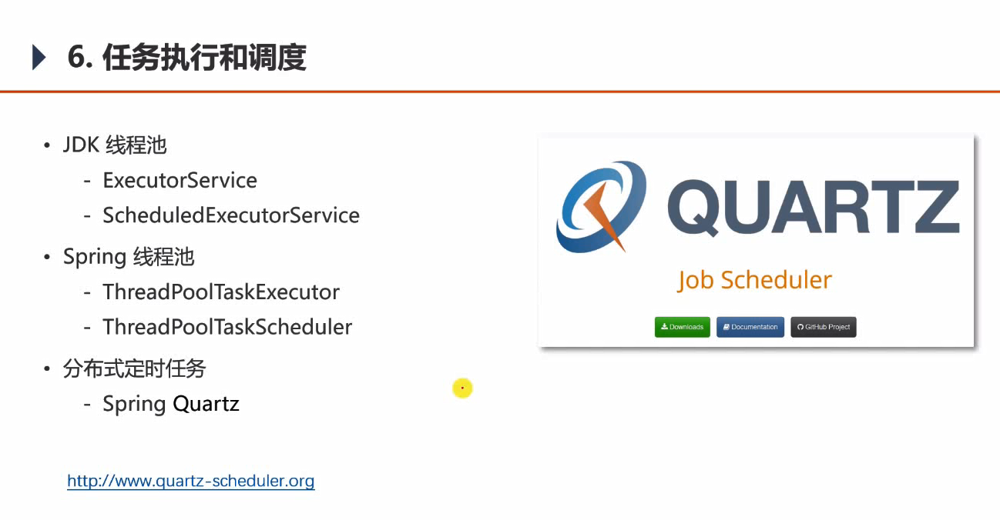 6. 任务执行和调度
• JDK 线程池
- ExecutorService
- ScheduledExecutorService
• Spring 线程池
- ThreadPoolTaskExecutor
- ThreadPoolTaskScheduler
• 分布式定时任务
- Spring Quartz
http://www.quartz-scheduler.org
QUARTZ
Job Scheduler
Downloads Documentation GitHub Project